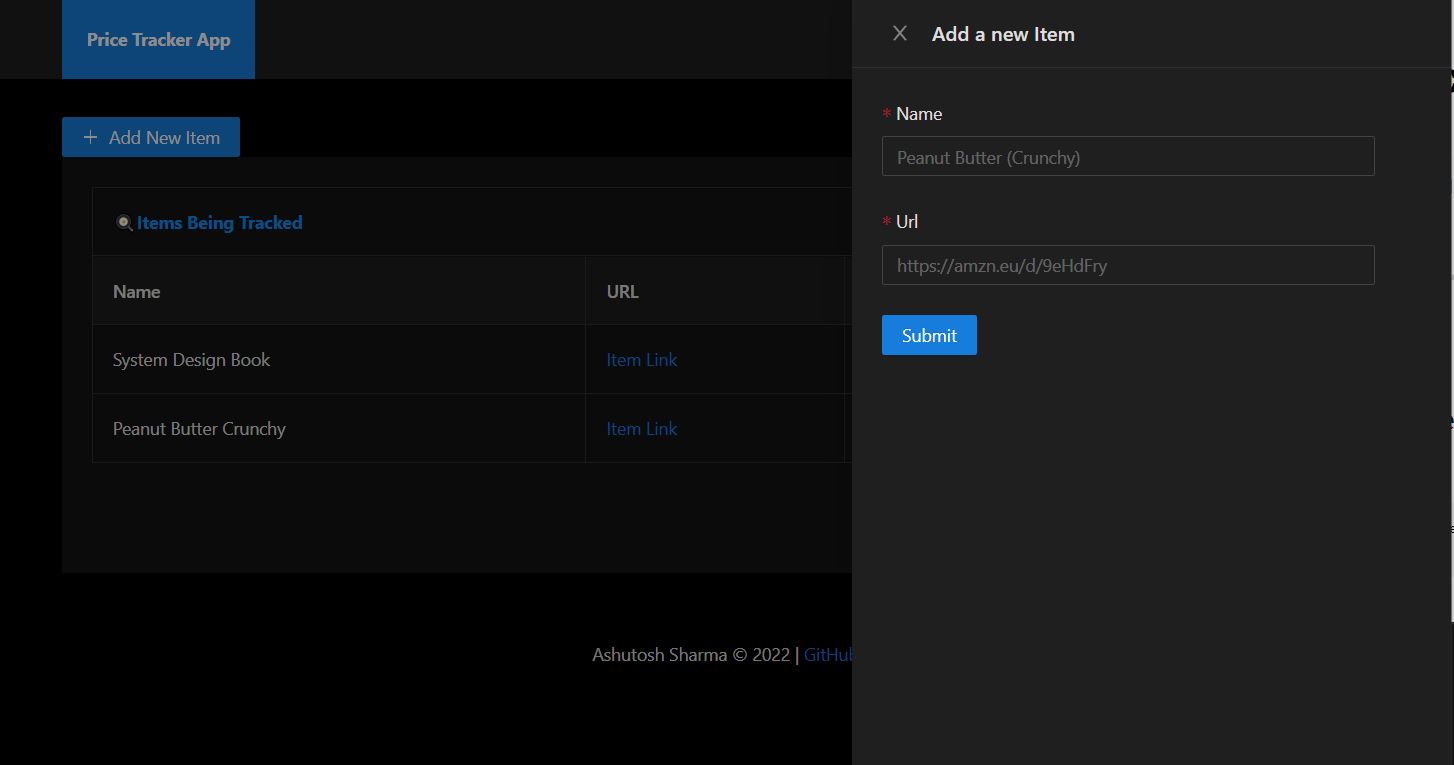 Price Tracker App
+ Add New Item
Items Being Tracked
Name URL
System Design Book Item Link
Peanut Butter Crunchy Item Link
Ashutosh Sharma © 2022 | GitHub
Add a new Item
* Name
Peanut Butter (Crunchy)
* Url
https://amzn.eu/d/9eHdFry
Submit